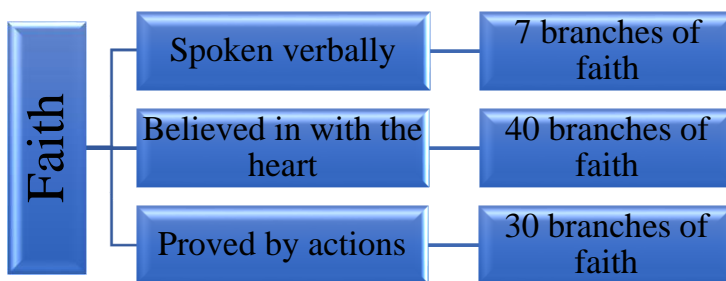 Faith
Spoken verbally
7 branches of
faith
Believed in with the
heart
40 branches of
faith
Proved by actions
30 branches of
faith